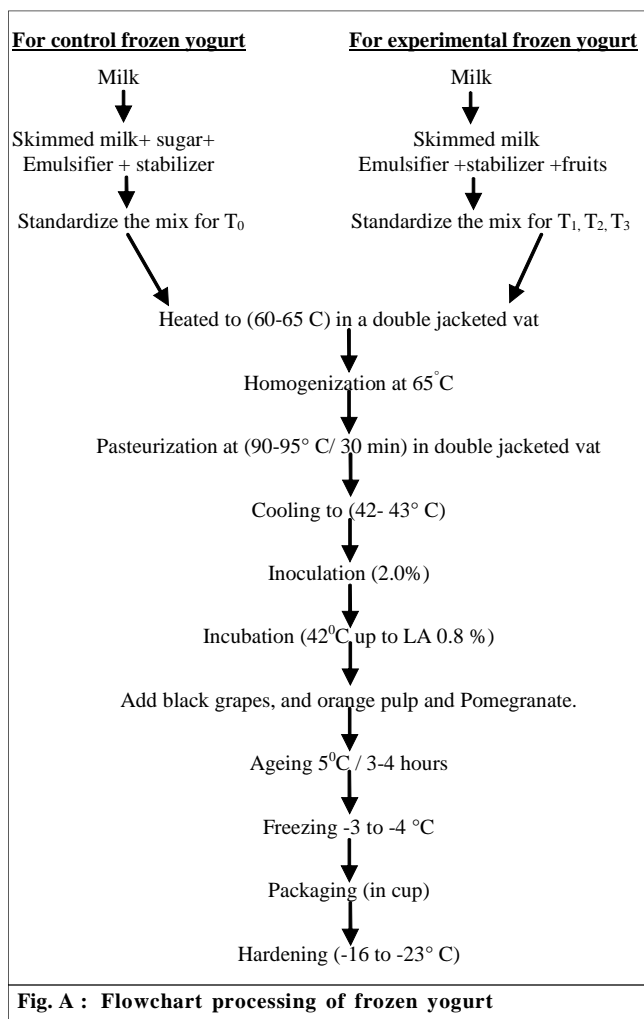 For control frozen yogurt
For experimental frozen yogurt
Milk
Milk
Skimmed milk+ sugar+
Emulsifier + stabilizer
Skimmed milk
Emulsifier +stabilizer +fruits
Standardize the mix for T₀
Standardize the mix for T₁, T₂, T₃
Heated to (60-65 C) in a double jacketed vat
Homogenization at 65°C
Pasteurization at (90-95° C/ 30 min) in double jacketed vat
Cooling to (42- 43° C)
Inoculation (2.0%)
Incubation (42⁰C up to LA 0.8 %)
Add black grapes, and orange pulp and Pomegranate.
Ageing 5⁰C / 3-4 hours
Freezing -3 to -4 °C
Packaging (in cup)
Hardening (-16 to -23° C)
Fig. A : Flowchart processing of frozen yogurt